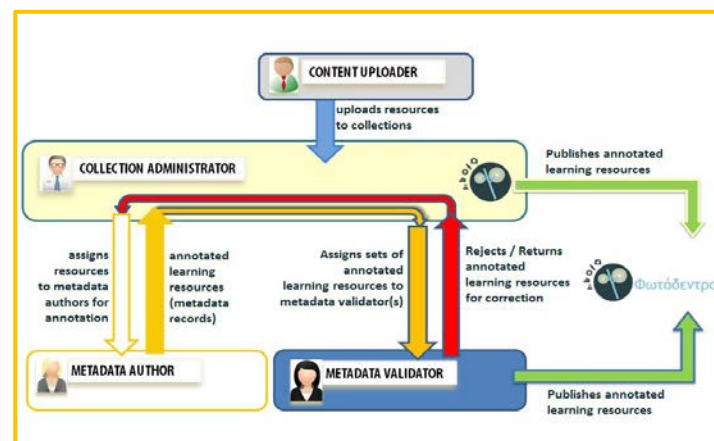 CONTENT UPLOADER
uploads resources
to collections
COLLECTION ADMINISTRATOR
Publishes annotated
learning resources
assigns
resources
to metadata
authors for
annotation
annotated
learning
resources
(metadata
records)
Assigns sets of
annotated
learning resources to
metadata validator(s)
Rejects / Returns
annotated
learning resources
for correction
Φωτόδεντρο
METADATA AUTHOR
METADATA VALIDATOR
Publishes annotated
learning resources